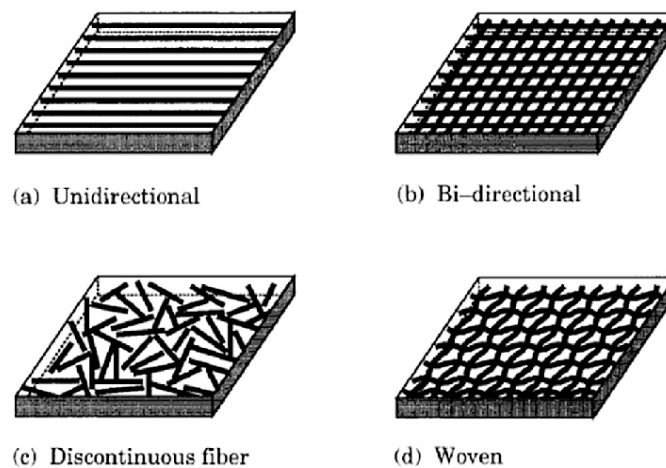 (a) Unidirectional
(b) Bi–directional
(c) Discontinuous fiber
(d) Woven